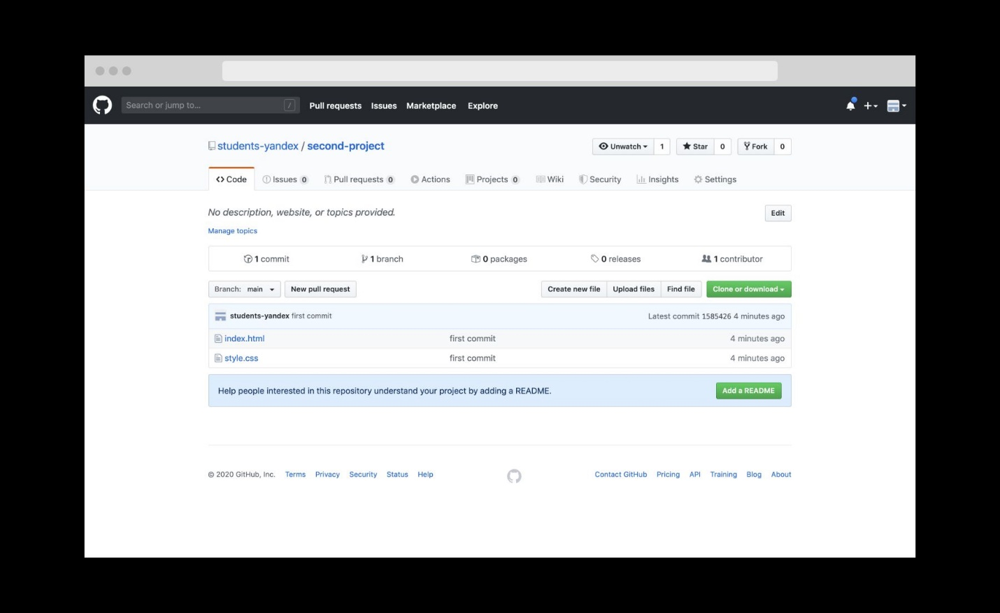 Search or jump to... /
Pull requests Issues Marketplace Explore
students-yandex / second-project
Unwatch 1 Star 0 Fork 0
Code Issues 0 Pull requests 0 Actions Projects 0 Wiki Security Insights Settings
No description, website, or topics provided.
Edit
Manage topics
1 commit 1 branch 0 packages 0 releases 1 contributor
Branch: main New pull request Create new file Upload files Find file Clone or download
students-yandex first commit Latest commit 1585426 4 minutes ago
index.html first commit 4 minutes ago
style.css first commit 4 minutes ago
Help people interested in this repository understand your project by adding a README. Add a README
© 2020 GitHub, Inc. Terms Privacy Security Status Help Contact GitHub Pricing API Training Blog About